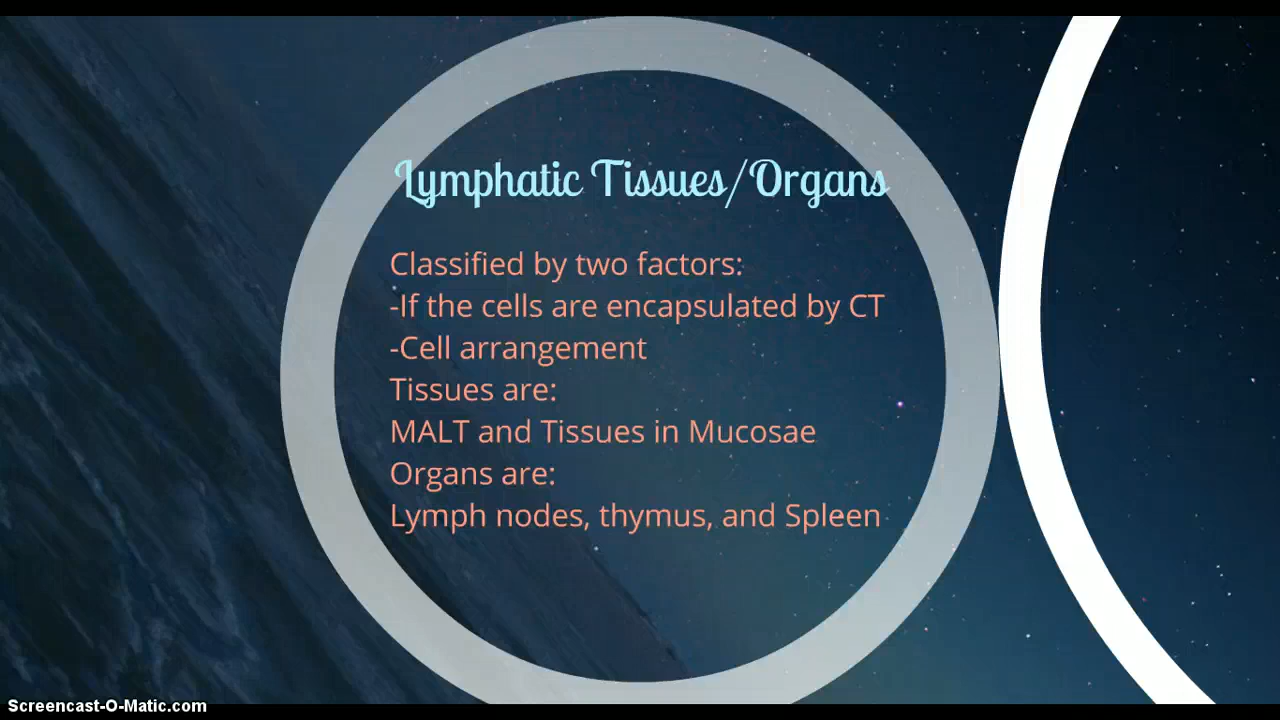 Lymphatic Tissues/Organs
Classified by two factors:
-If the cells are encapsulated by CT
-Cell arrangement
Tissues are:
MALT and Tissues in Mucosae
Organs are:
Lymph nodes, thymus, and Spleen
Screencast-O-Matic.com